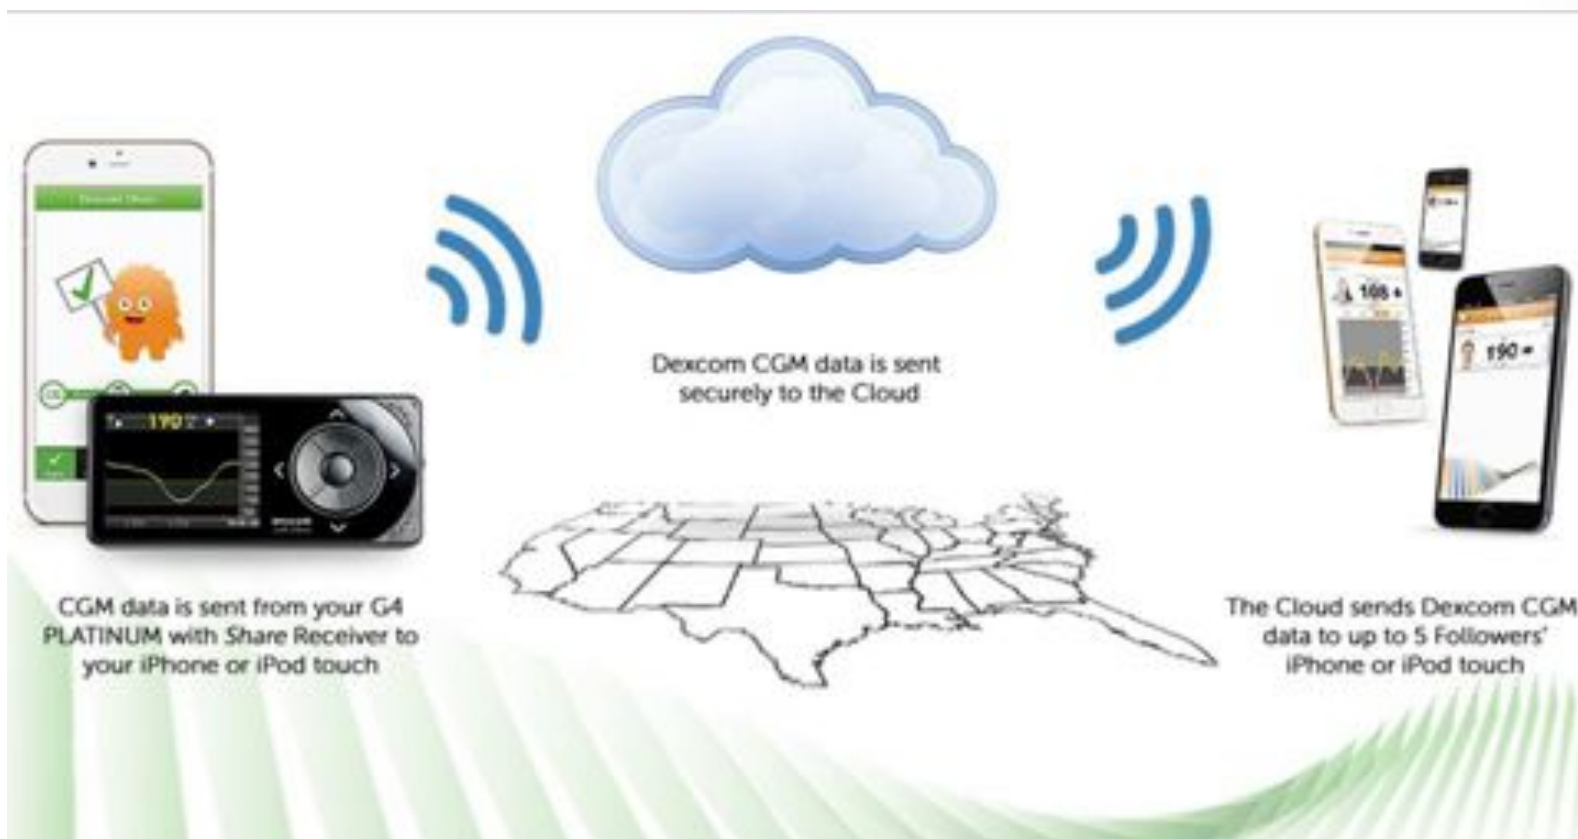 190
CGM data is sent from your G4
PLATINUM with Share Receiver to
your iPhone or iPod touch
Dexcom CGM data is sent
securely to the Cloud
108
190
The Cloud sends Dexcom CGM
data to up to 5 Followers'
iPhone or iPod touch